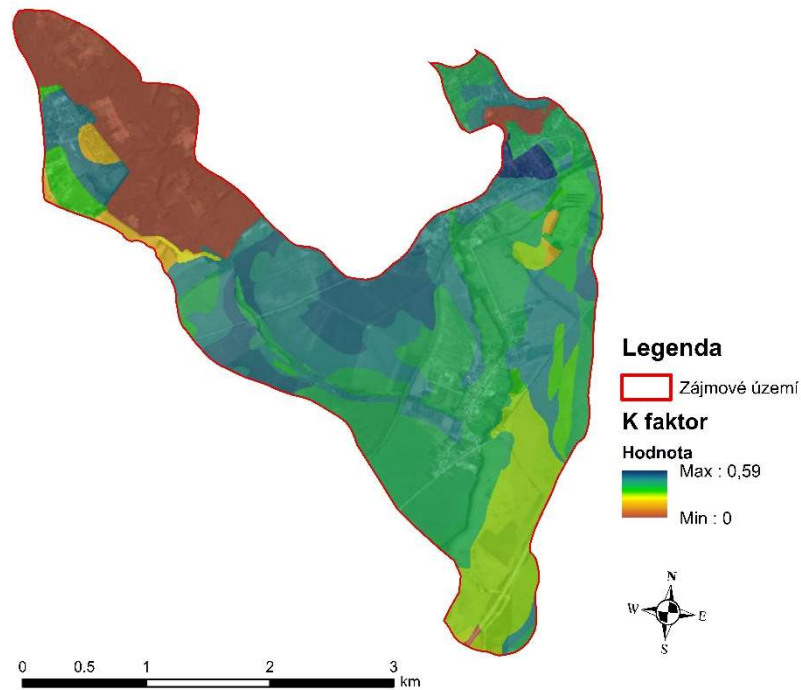 Legenda
Zájmové území
K faktor
Hodnota
Max : 0,59
Min : 0
N
W E
S
0 0.5 1 2 3
km